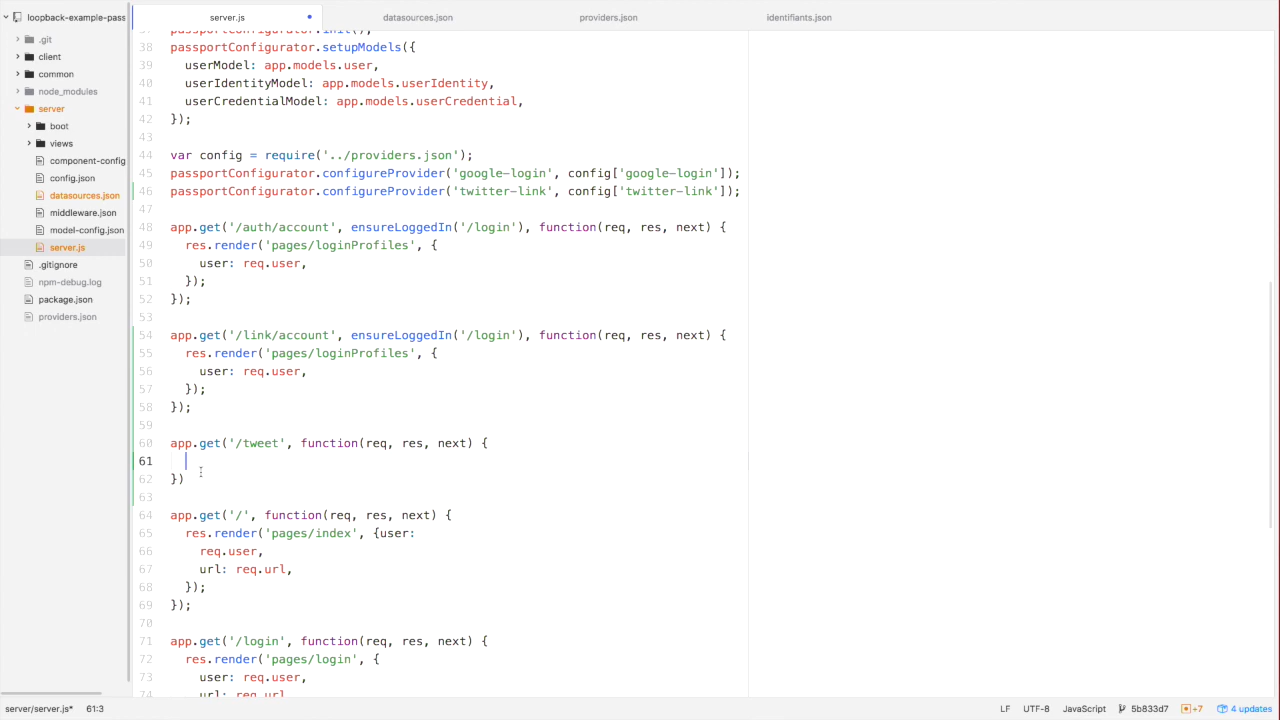 loopback-example-pass
server.js
datasources.json
providers.json
identifiants.json
.git
client
common
node_modules
server
boot
views
component-config
config.json
datasources.json
middleware.json
model-config.json
server.js
.gitignore
npm-debug.log
package.json
providers.json
37 passportConfigurator.init();
38 passportConfigurator.setupModels({
39 userModel: app.models.user,
40 userIdentityModel: app.models.userIdentity,
41 userCredentialModel: app.models.userCredential,
42 });
43
44 var config = require('../providers.json');
45 passportConfigurator.configureProvider('google-login', config['google-login']);
46 passportConfigurator.configureProvider('twitter-link', config['twitter-link']);
47
48 app.get('/auth/account', ensureLoggedIn('/login'), function(req, res, next) {
49 res.render('pages/loginProfiles', {
50 user: req.user,
51 });
52 });
53
54 app.get('/link/account', ensureLoggedIn('/login'), function(req, res, next) {
55 res.render('pages/loginProfiles', {
56 user: req.user,
57 });
58 });
59
60 app.get('/tweet', function(req, res, next) {
61
62 })
63
64 app.get('/', function(req, res, next) {
65 res.render('pages/index', {user:
66 req.user,
67 url: req.url,
68 });
69 });
70
71 app.get('/login', function(req, res, next) {
72 res.render('pages/login', {
73 user: req.user,
74 url: req.url,
server/server.js* 61:3
LF UTF-8 JavaScript 5b833d7 +7 4 updates